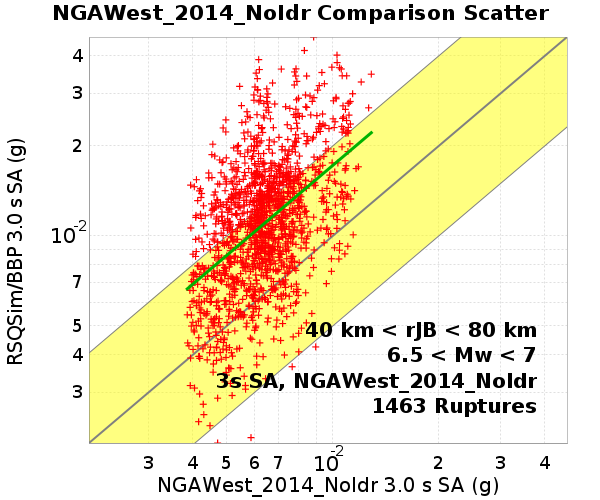 NGAWest_2014_NoIdr Comparison Scatter
4
3
2
10^-2
7
5
4
3
RSQSim/BBP 3.0 s SA (g)
40 km < rJB < 80 km
6.5 < Mw < 7
3s SA, NGAWest_2014_NoIdr
1463 Ruptures
3 4 5 6 7 10^-2 2 3 4
NGAWest_2014_NoIdr 3.0 s SA (g)